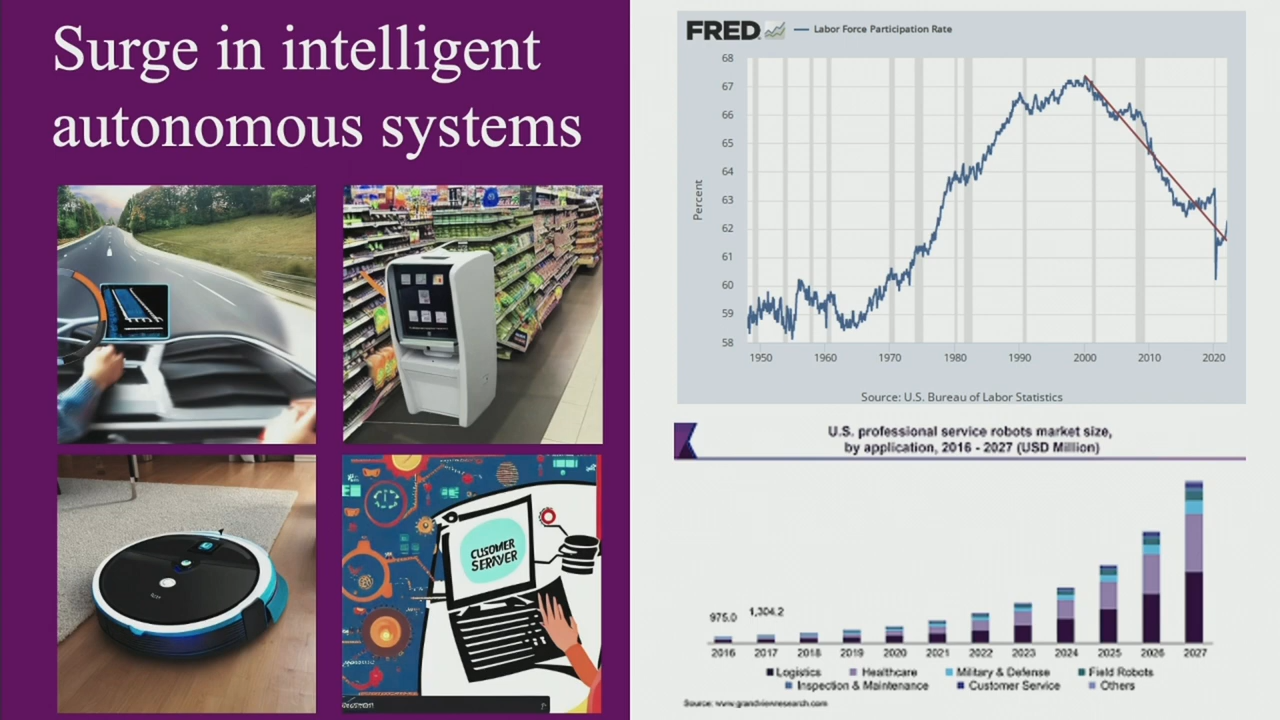 Surge in intelligent
autonomous systems
CUSOMER
SERAVER
FRED
Labor Force Participation Rate
68
67
66
65
64
63
62
61
60
59
58
Percent
1950 1960 1970 1980 1990 2000 2010 2020
Source: U.S. Bureau of Labor Statistics
U.S. professional service robots market size,
by application, 2016 - 2027 (USD Million)
975.0 1,304.2
2016 2017 2018 2019 2020 2021 2022 2023 2024 2025 2026 2027
Logistics Healthcare Military & Defense Field Robots
Inspection & Maintenance Customer Service Others
Source: www.grandviewresearch.com